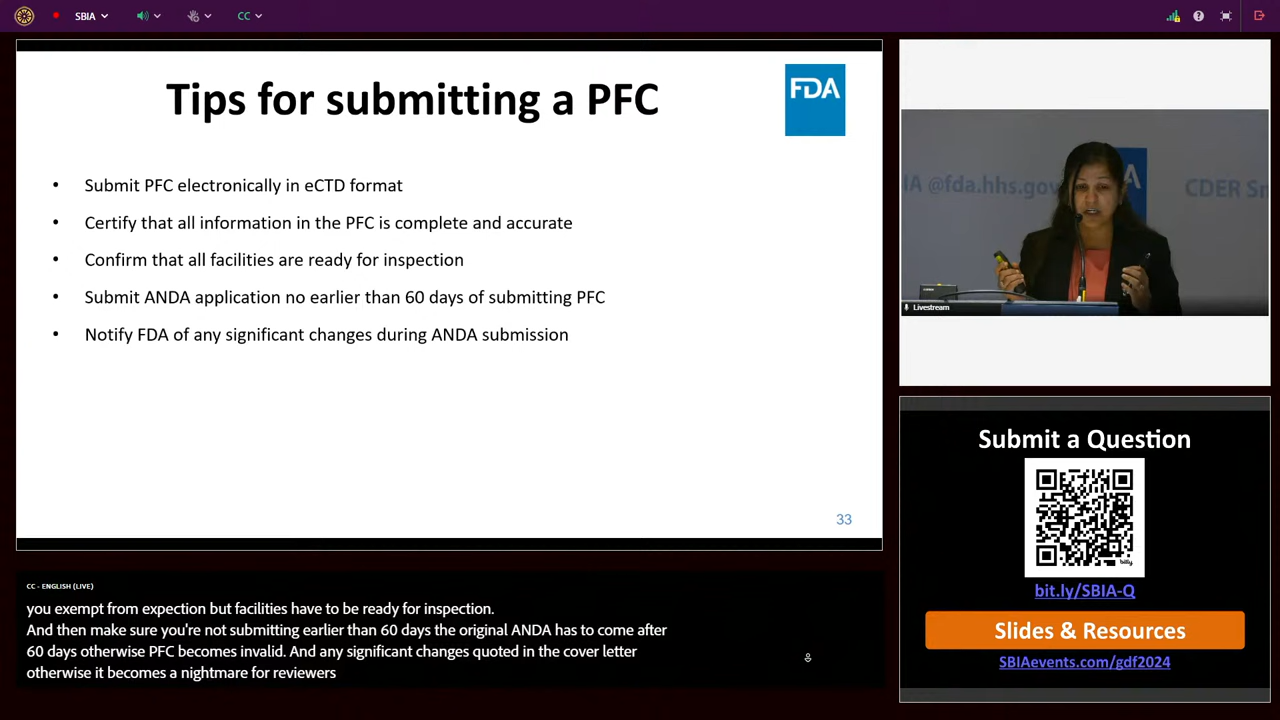 SBIA
CC
Tips for submitting a PFC
FDA
• Submit PFC electronically in eCTD format
• Certify that all information in the PFC is complete and accurate
• Confirm that all facilities are ready for inspection
• Submit ANDA application no earlier than 60 days of submitting PFC
• Notify FDA of any significant changes during ANDA submission
33
IA @fda.hhs.gov
CDER Sm
Livestream
Submit a Question
bitly
bit.ly/SBIA-Q
Slides & Resources
SBIAevents.com/gdf2024
CC - ENGLISH (LIVE)
you exempt from expection but facilities have to be ready for inspection.
And then make sure you're not submitting earlier than 60 days the original ANDA has to come after
60 days otherwise PFC becomes invalid. And any significant changes quoted in the cover letter
otherwise it becomes a nightmare for reviewers